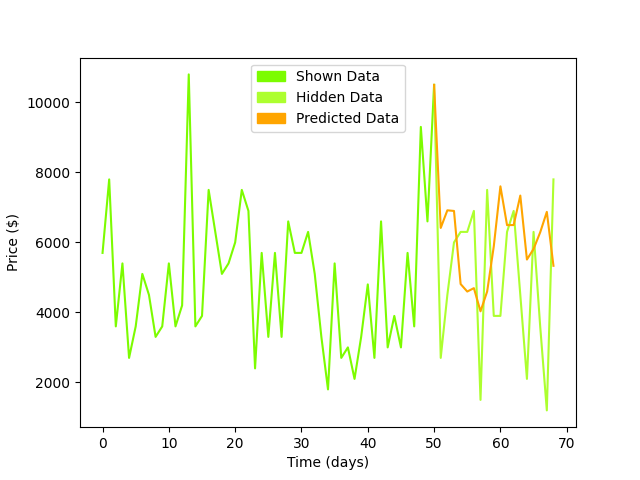 Shown Data
Hidden Data
Predicted Data
10000
8000
6000
4000
2000
Price ($)
0 10 20 30 40 50 60 70
Time (days)